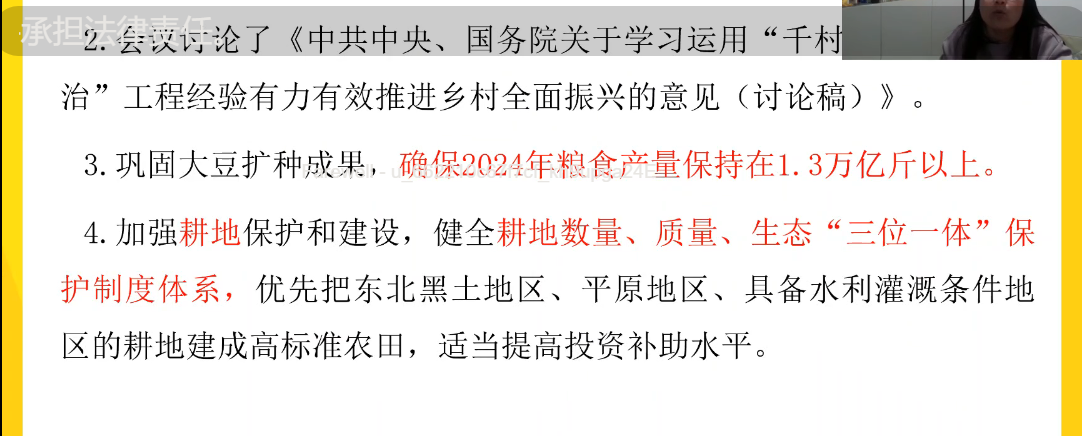 承担法律责任。
2.会议讨论了《中共中央、国务院关于学习运用“千村
治”工程经验有力有效推进乡村全面振兴的意见（讨论稿）》。
3.巩固大豆扩种成果，确保2024年粮食产量保持在1.3万亿斤以上。
4.加强耕地保护和建设，健全耕地数量、质量、生态“三位一体”保
护制度体系，优先把东北黑土地区、平原地区、具备水利灌溉条件地
区的耕地建成高标准农田，适当提高投资补助水平。